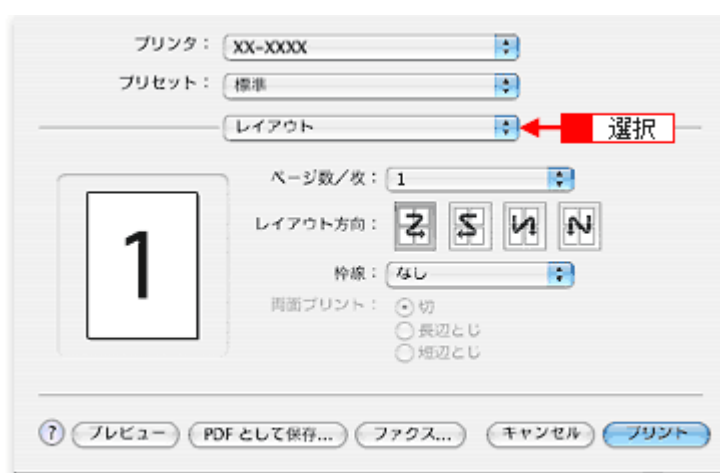 プリンタ： XX-XXXX
プリセット： 標準
レイアウト 選択
ページ数／枚： 1
レイアウト方向：
枠線： なし
両面プリント： 切
長辺とじ
短辺とじ
1
? プレビュー PDF として保存... ファクス... キャンセル プリント